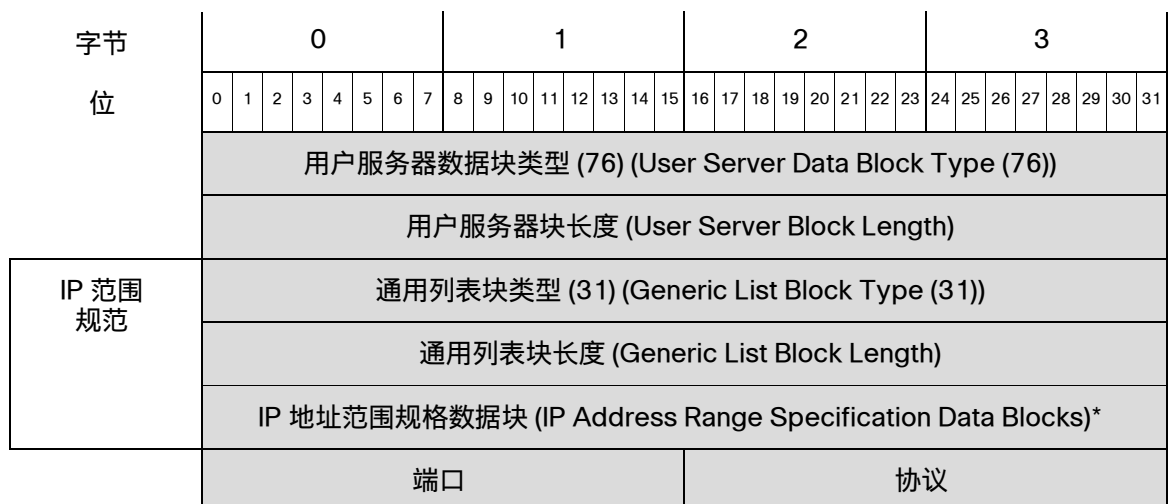 字节 0 1 2 3
位 0 1 2 3 4 5 6 7 8 9 10 11 12 13 14 15 16 17 18 19 20 21 22 23 24 25 26 27 28 29 30 31
用户服务器数据块类型 (76) (User Server Data Block Type (76))
用户服务器块长度 (User Server Block Length)
IP 范围
规范
通用列表块类型 (31) (Generic List Block Type (31))
通用列表块长度 (Generic List Block Length)
IP 地址范围规格数据块 (IP Address Range Specification Data Blocks)*
端口 协议